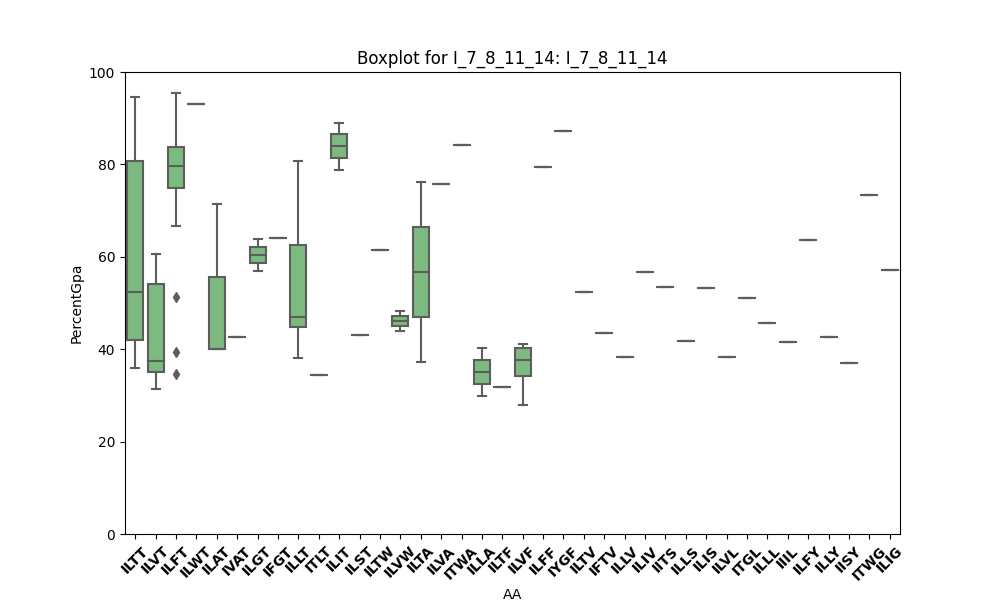 Boxplot for I_7_8_11_14: I_7_8_11_14
PercentGpa
100
80
60
40
20
0
ILTT
ILVT
ILFT
ILWT
ILAT
IVAT
ILGT
IFGT
ILLT
ITLT
ILIT
ILST
ILTW
ILVW
ILTA
ILVA
ITWA
ILLA
ILTF
ILVF
ILFF
IYGF
ILTV
IFTV
ILLV
ILIV
IITS
ILLS
ILIS
ILVL
ITGL
ILLL
IIIL
ILFY
ILLY
IISY
ITWG
ILIG
AA